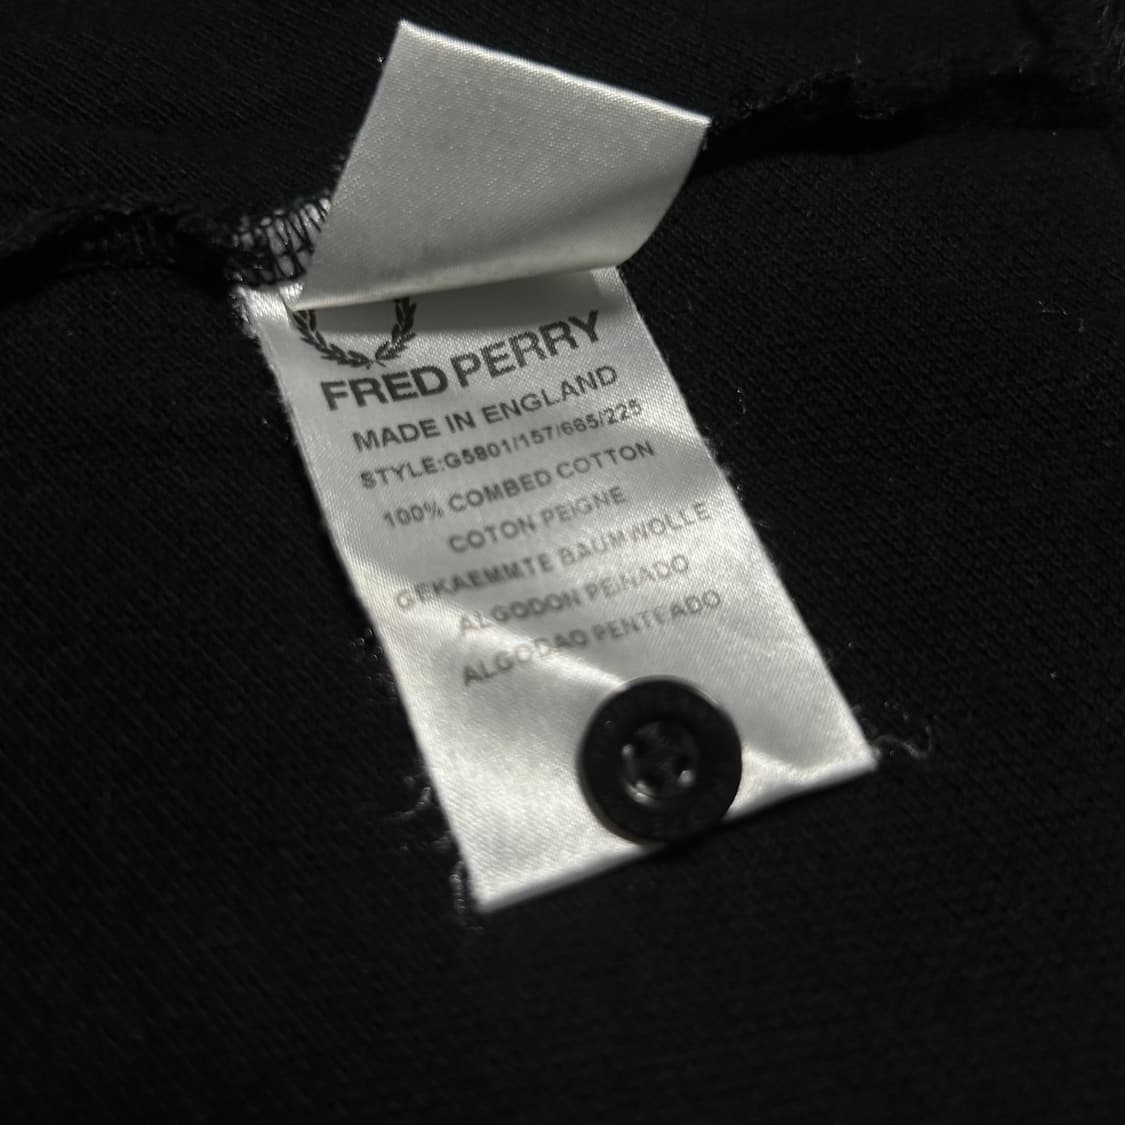 FRED PERRY
MADE IN ENGLAND
STYLE:G5801/157/665/225
100% COMBED COTTON
COTON PEIGNE
GEKAEMMTE BAUMWOLLE
ALGODON PEINADO
ALGODAO PENTEADO